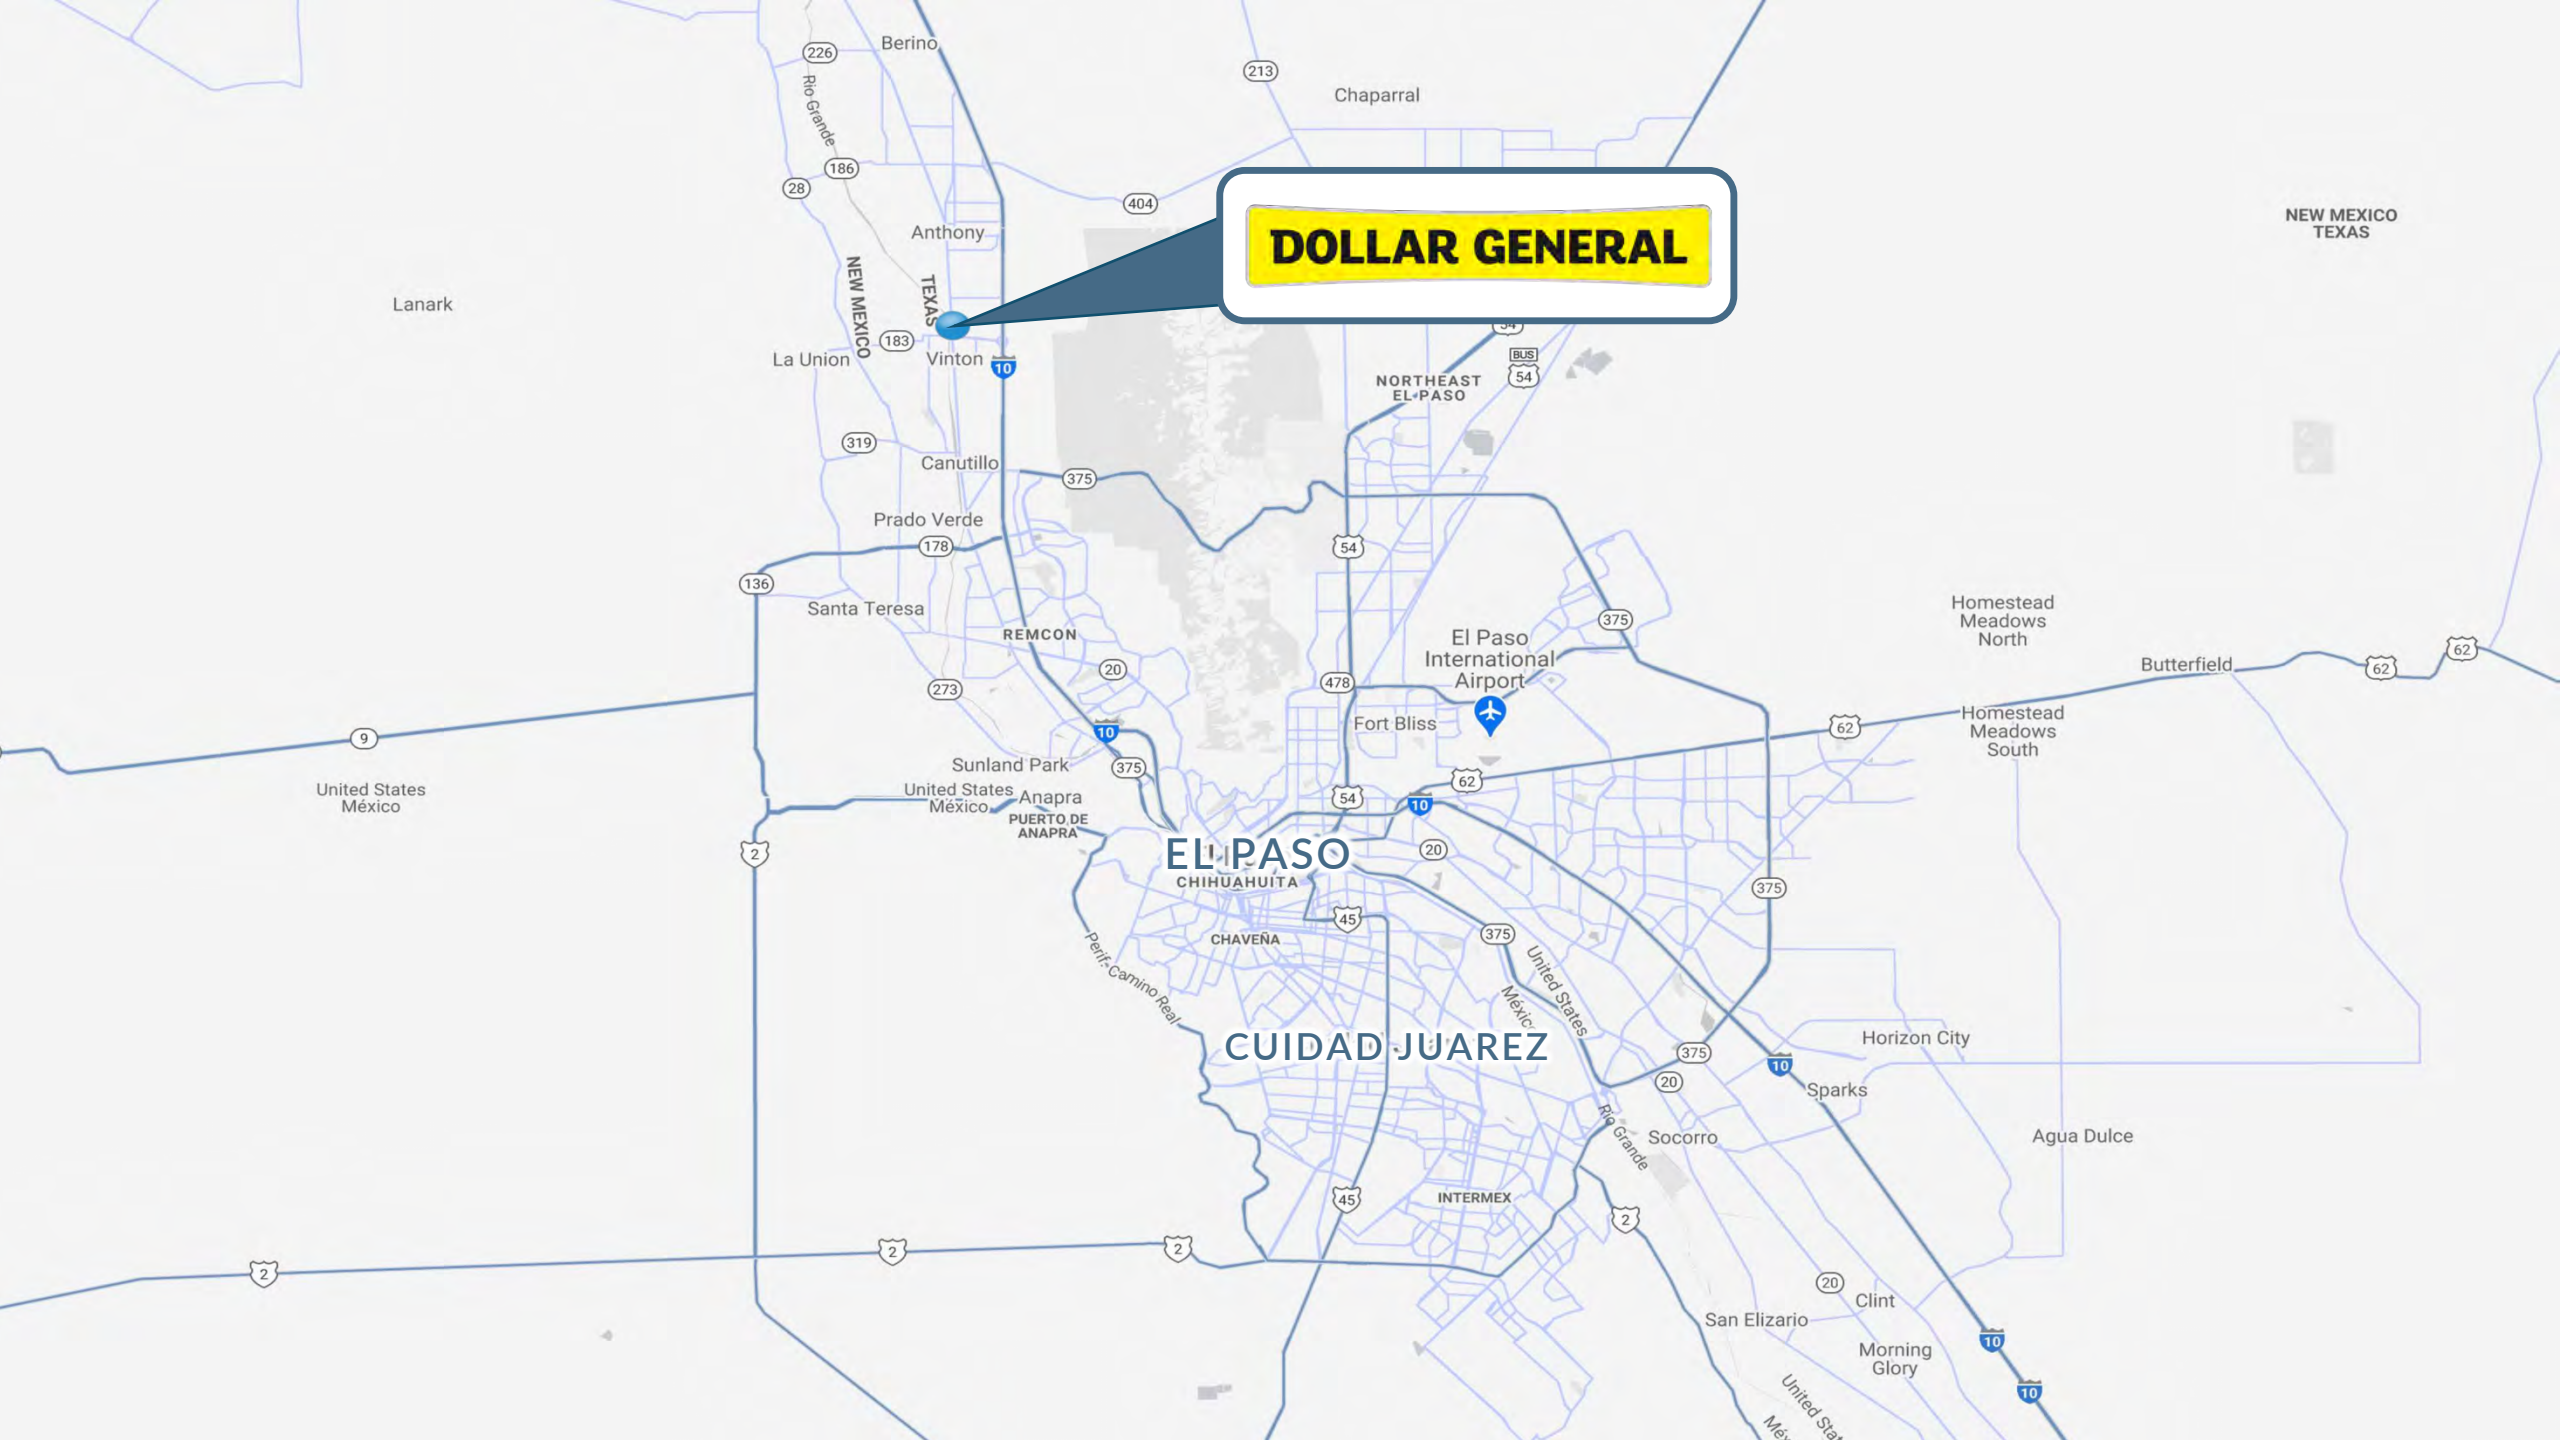 Berino
226
213
Rio Grande
Chaparral
186
28
404
NEW MEXICO
TEXAS
Anthony
DOLLAR GENERAL
NEW MEXICO
TEXAS
Lanark
183
La Union
Vinton
10
54
BUS
54
NORTHEAST
EL PASO
319
Canutillo
375
Prado Verde
178
54
136
Santa Teresa
REMCON
375
Homestead
Meadows
North
El Paso
International
Airport
20
273
478
Butterfield
62
62
Fort Bliss
Homestead
Meadows
South
62
9
10
Sunland Park
375
62
United States
México
United States
México
Anapra
PUERTO DE
ANAPRA
54
10
2
EL PASO
20
CHIHUAHUITA
375
45
CHAVEÑA
375
Perif. Camino Real
United States
México
CUIDAD JUAREZ
Horizon City
375
10
20
Sparks
Rio Grande
Socorro
Agua Dulce
45
INTERMEX
2
2
2
2
20
Clint
San Elizario
10
Morning
Glory
10
United Stat
Méx